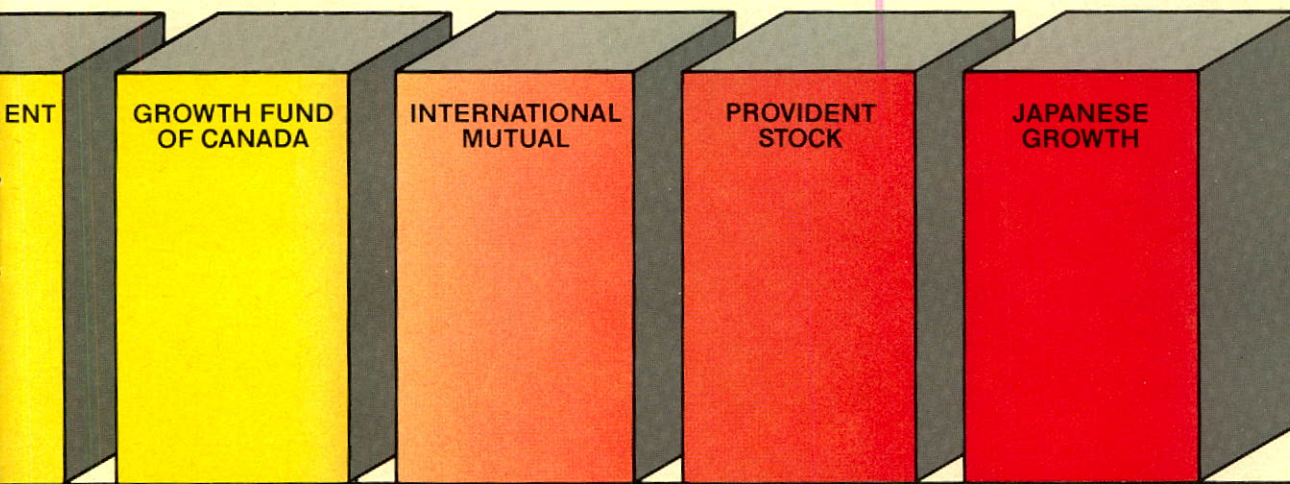 ENT
GROWTH FUND
OF CANADA
INTERNATIONAL
MUTUAL
PROVIDENT
STOCK
JAPANESE
GROWTH